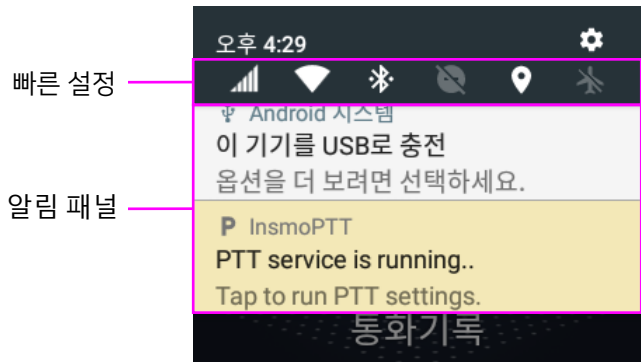 오후 4:29
빠른 설정
Android 시스템
이 기기를 USB로 충전
옵션을 더 보려면 선택하세요.
알림 패널
P InsmoPTT
PTT service is running..
Tap to run PTT settings.
통화기록